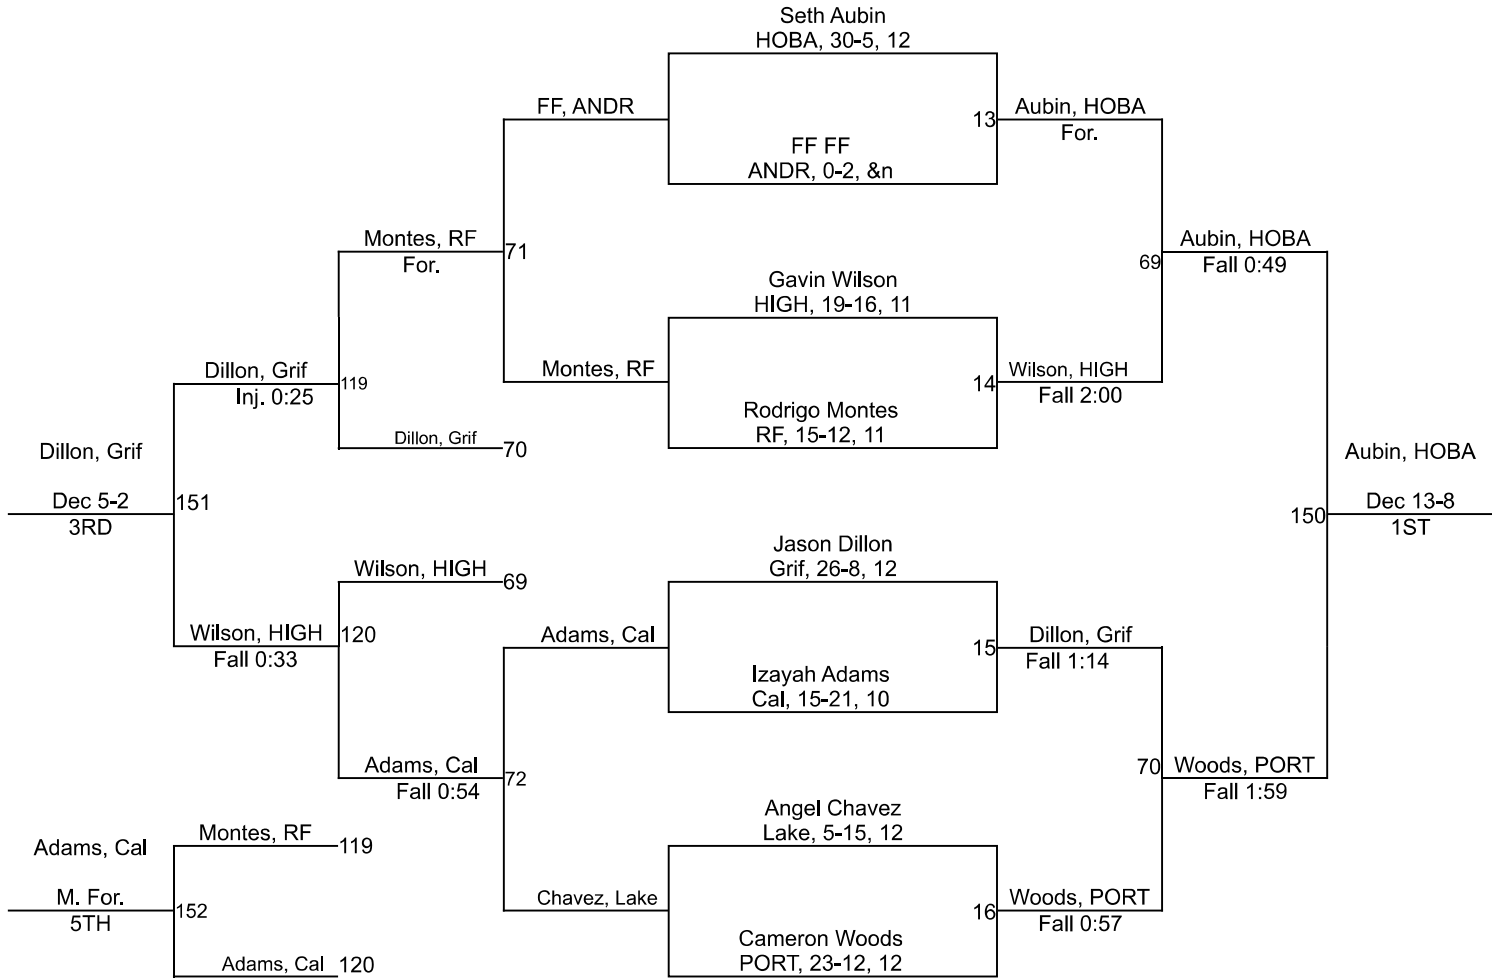 Seth Aubin
HOBA, 30-5, 12
FF, ANDR
13
Aubin, HOBA
For.
FF FF
ANDR, 0-2, &n
Montes, RF
For.
71
Aubin, HOBA
Fall 0:49
69
Gavin Wilson
HIGH, 19-16, 11
Dillon, Grif
Inj. 0:25
119
Montes, RF
14
Wilson, HIGH
Fall 2:00
Rodrigo Montes
RF, 15-12, 11
Dillon, Grif
70
Dillon, Grif
Dec 5-2
3RD
151
Aubin, HOBA
Dec 13-8
1ST
150
Jason Dillon
Grif, 26-8, 12
Wilson, HIGH
69
Wilson, HIGH
Fall 0:33
120
Adams, Cal
15
Dillon, Grif
Fall 1:14
Izayah Adams
Cal, 15-21, 10
Adams, Cal
Fall 0:54
72
70
Woods, PORT
Fall 1:59
Angel Chavez
Lake, 5-15, 12
Montes, RF
119
Adams, Cal
M. For.
5TH
152
Chavez, Lake
16
Woods, PORT
Fall 0:57
Cameron Woods
PORT, 23-12, 12
Adams, Cal
120